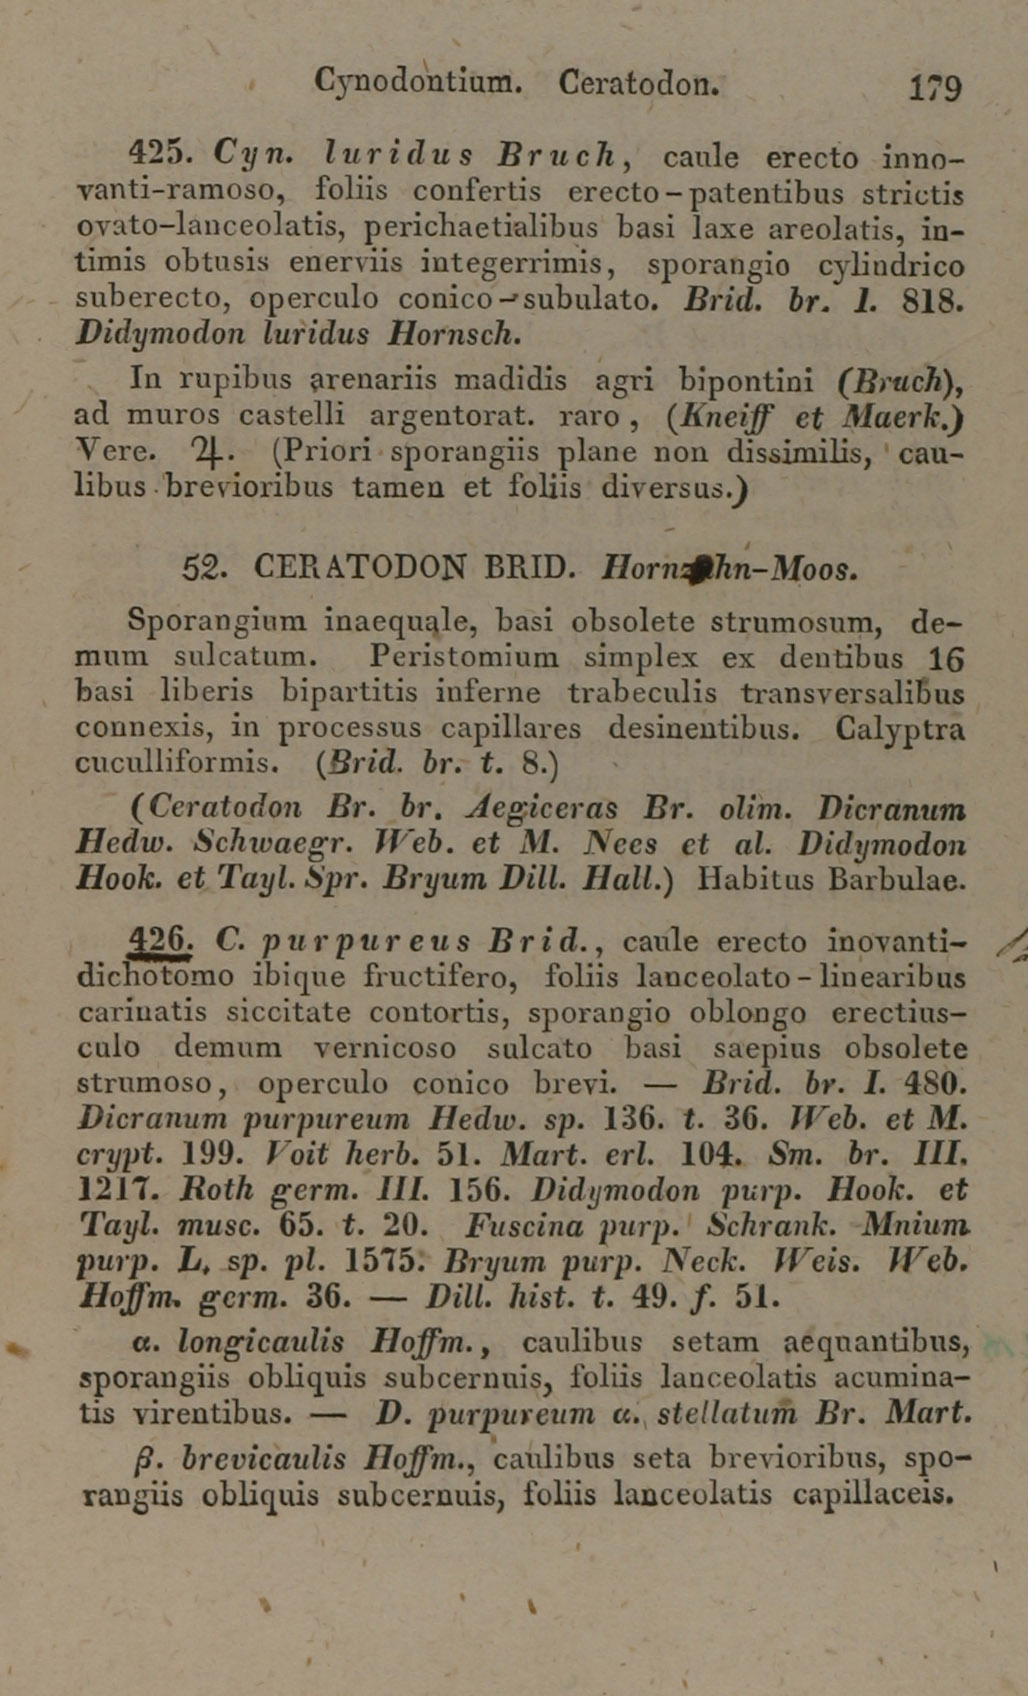 Cynodontium. Ceratodon. 179
425. Cyn. luridus Bruch, caule erecto inno-
vanti-ramoso, foliis confertis erecto-patentibus strictis
ovato-lanceolatis, perichaetialibus basi laxe areolatis, in-
timis obtusis enerviis integerrimis, sporangio cylindrico
suberecto, operculo conico-subulato. Brid. br. 1. 818.
Didymodon luridus Hornsch.
In rupibus arenariis madidis agri bipontini (Bruch),
ad muros castelli argentorat. raro, (Kneiff et Maerk.)
Vere. ♃. (Priori sporangiis plane non dissimilis, cau-
libus brevioribus tamen et foliis diversus.)
52. CERATODON BRID. Hornzahn-Moos.
Sporangium inaequale, basi obsolete strumosum, de-
mum sulcatum. Peristomium simplex ex dentibus 16
basi liberis bipartitis inferne trabeculis transversalibus
connexis, in processus capillares desinentibus. Calyptra
cuculliformis. (Brid. br. t. 8.)
(Ceratodon Br. br. Aegiceras Br. olim. Dicranum
Hedw. Schwaegr. Web. et M. Nees et al. Didymodon
Hook. et Tayl. Spr. Bryum Dill. Hall.) Habitus Barbulae.
426. C. purpureus Brid., caule erecto inovanti-
dichotomo ibique fructifero, foliis lanceolato-linearibus
carinatis siccitate contortis, sporangio oblongo erectius-
culo demum vernicoso sulcato basi saepius obsolete
strumoso, operculo conico brevi. — Brid. br. I. 480.
Dicranum purpureum Hedw. sp. 136. t. 36. Web. et M.
crypt. 199. Voit herb. 51. Mart. erl. 104. Sm. br. III.
1217. Roth germ. III. 156. Didymodon purp. Hook. et
Tayl. musc. 65. t. 20. Fuscina purp. Schrank. Mnium
purp. L. sp. pl. 1575. Bryum purp. Neck. Weis. Web.
Hoffm. germ. 36. — Dill. hist. t. 49. f. 51.
α. longicaulis Hoffm., caulibus setam aequantibus,
sporangiis obliquis subcernuis, foliis lanceolatis acumina-
tis virentibus. — D. purpureum α. stellatum Br. Mart.
β. brevicaulis Hoffm., caulibus seta brevioribus, spo-
rangiis obliquis subcernuis, foliis lanceolatis capillaceis.